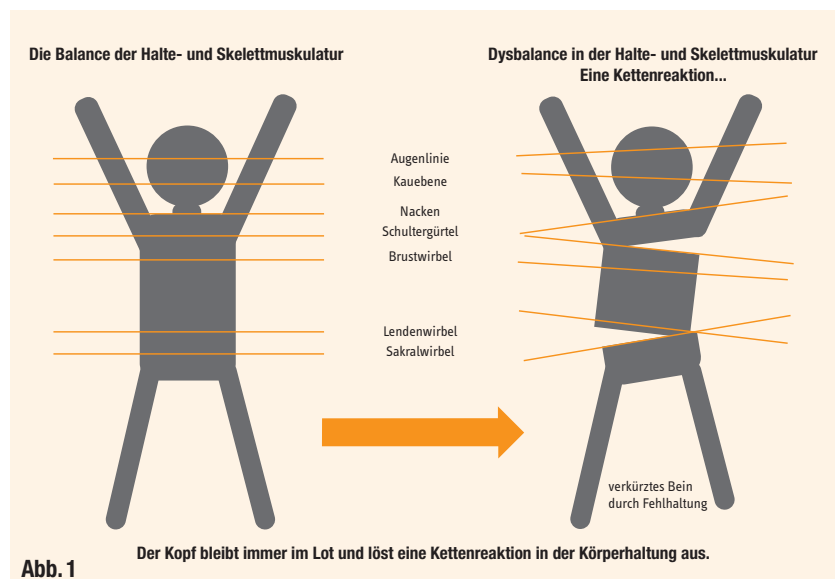 Die Balance der Halte- und Skelettmuskulatur
Dysbalance in der Halte- und Skelettmuskulatur
Eine Kettenreaktion...
Augenlinie
Kauebene
Nacken
Schultergürtel
Brustwirbel
Lendenwirbel
Sakralwirbel
verkürztes Bein
durch Fehlhaltung
Der Kopf bleibt immer im Lot und löst eine Kettenreaktion in der Körperhaltung aus.
Abb. 1